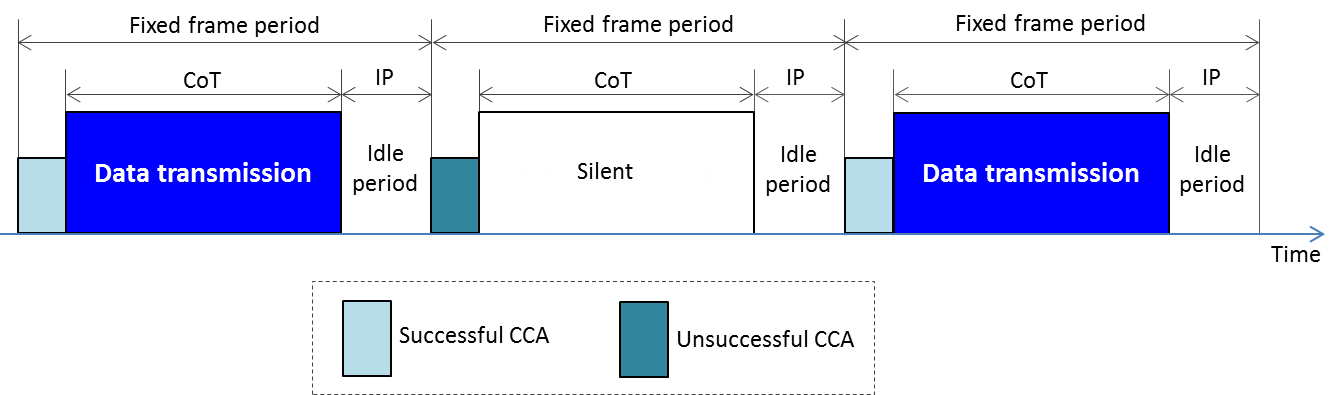 Fixed frame period
Fixed frame period
Fixed frame period
CoT
IP
CoT
IP
CoT
IP
Data transmission
Idle
period
Silent
Idle
period
Data transmission
Idle
period
Time
Successful CCA
Unsuccessful CCA